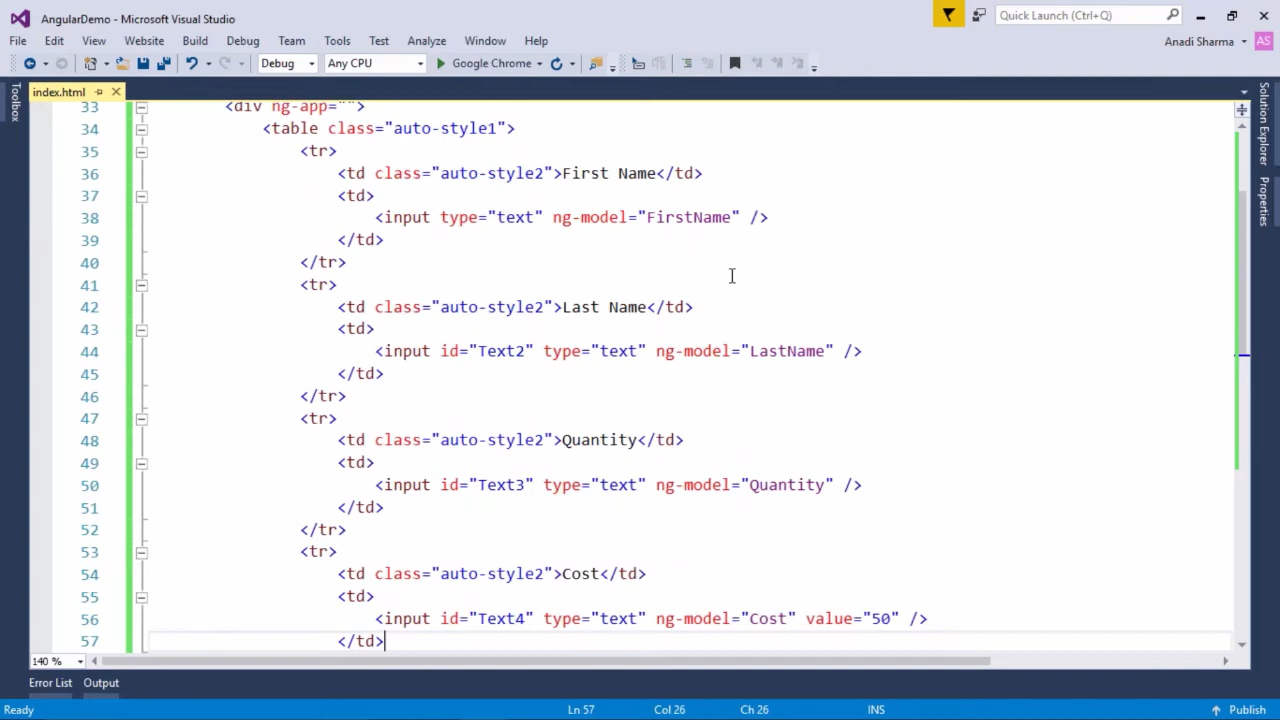 AngularDemo - Microsoft Visual Studio
Quick Launch (Ctrl+Q)
File Edit View Website Build Debug Team Tools Test Analyze Window Help
Anadi Sharma AS
Debug Any CPU Google Chrome
index.html
Toolbox
Solution Explorer
Properties
33 <div ng-app="">
34 <table class="auto-style1">
35 <tr>
36 <td class="auto-style2">First Name</td>
37 <td>
38 <input type="text" ng-model="FirstName" />
39 </td>
40 </tr>
41 <tr>
42 <td class="auto-style2">Last Name</td>
43 <td>
44 <input id="Text2" type="text" ng-model="LastName" />
45 </td>
46 </tr>
47 <tr>
48 <td class="auto-style2">Quantity</td>
49 <td>
50 <input id="Text3" type="text" ng-model="Quantity" />
51 </td>
52 </tr>
53 <tr>
54 <td class="auto-style2">Cost</td>
55 <td>
56 <input id="Text4" type="text" ng-model="Cost" value="50" />
57 </td>
140 %
Error List Output
Ready Ln 57 Col 26 Ch 26 INS Publish